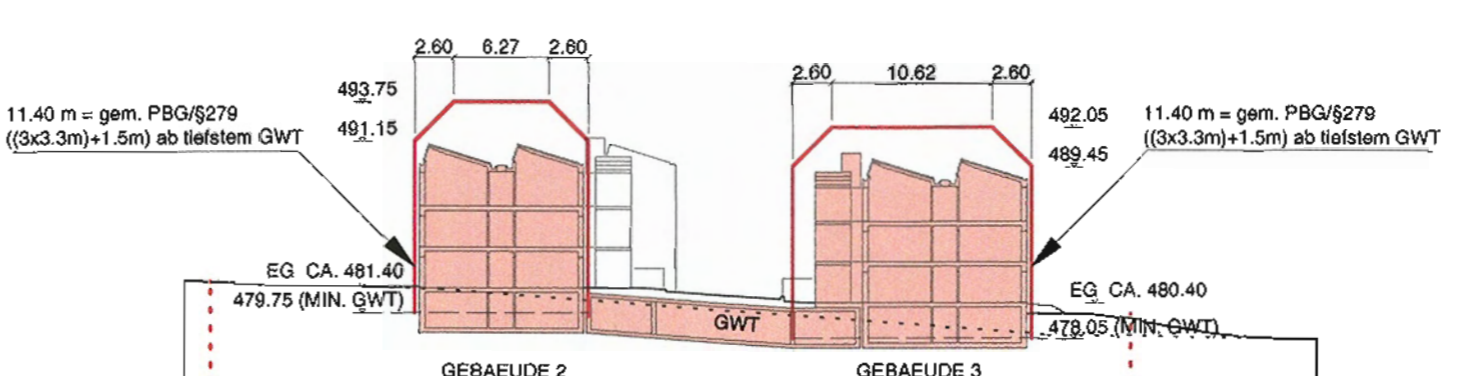 2.60 6.27 2.60
2.60 10.62 2.60
493.75
491.15
492.05
489.45
11.40 m = gem. PBG/§279
((3x3.3m)+1.5m) ab tiefstem GWT
11.40 m = gem. PBG/§279
((3x3.3m)+1.5m) ab tiefstem GWT
EG CA. 481.40
479.75 (MIN. GWT)
EG CA. 480.40
478.05 (MIN. GWT)
GWT
GEBAEUDE 2
GEBAEUDE 3